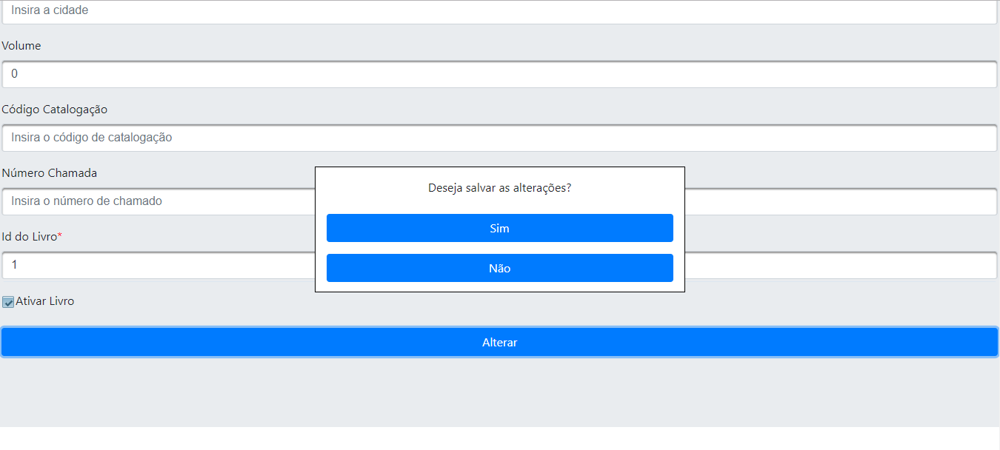 Insira a cidade
Volume
0
Código Catalogação
Insira o código de catalogação
Número Chamada
Insira o número de chamado
Id do Livro*
1
Ativar Livro
Alterar
Deseja salvar as alterações?
Sim
Não